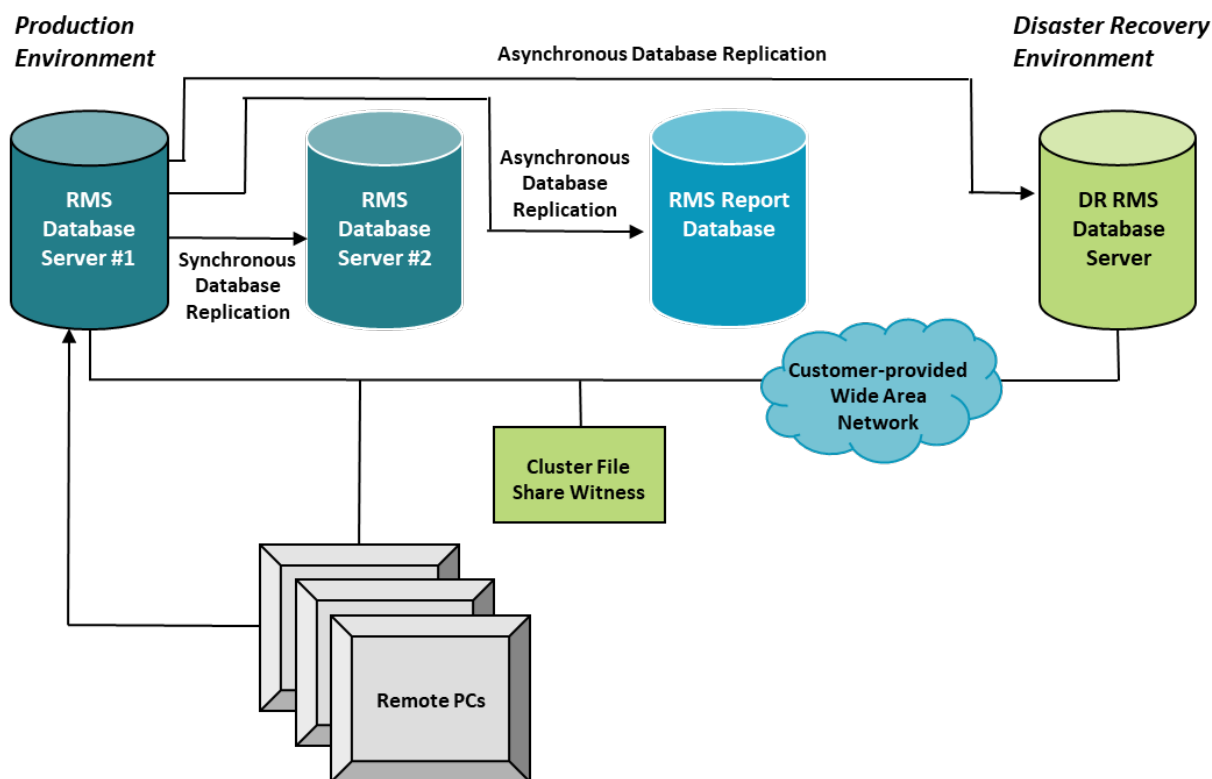 Production
Environment
Disaster Recovery
Environment
Asynchronous Database Replication
RMS
Database
Server #1
RMS
Database
Server #2
Asynchronous
Database
Replication
RMS Report
Database
DR RMS
Database
Server
Synchronous
Database
Replication
Customer-provided
Wide Area
Network
Cluster File
Share Witness
Remote PCs